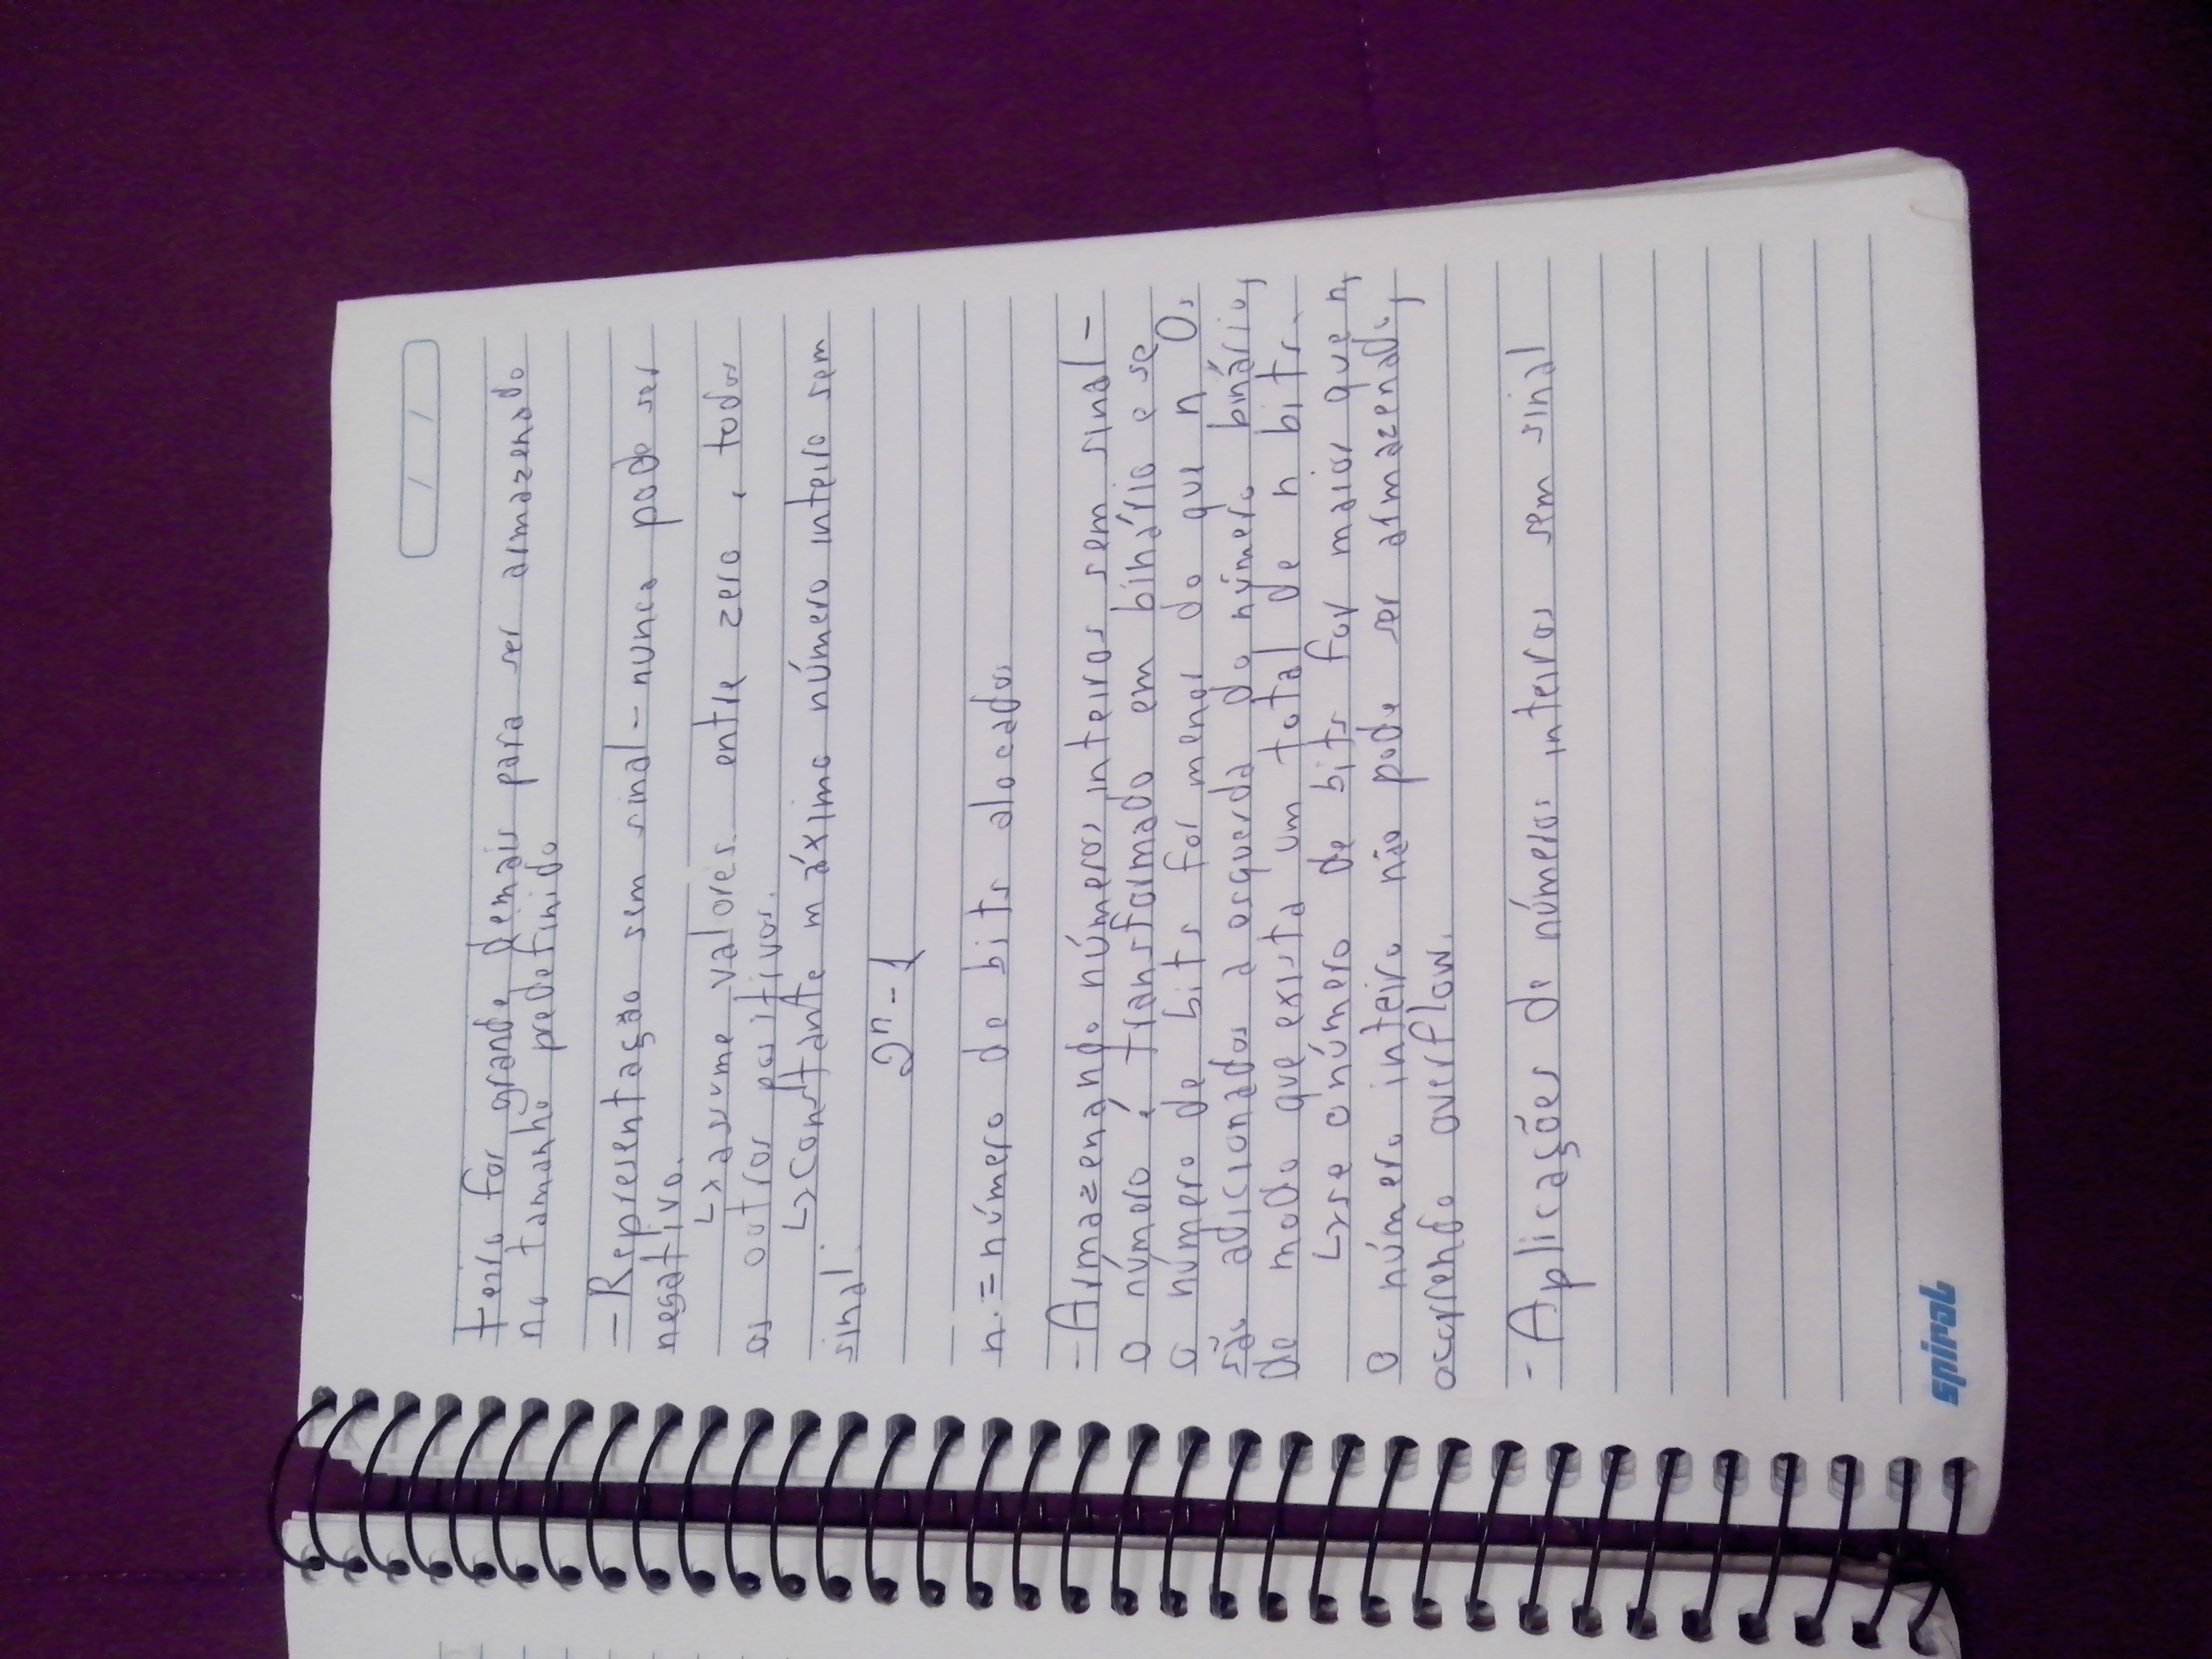 teiro for grande demais para ser armazenado
no tamanho predefinido
- Representação sem sinal - nunca pode ser
negativo.
↳ assume valores entre zero e todos
os outros positivos.
↳ Constante máximo número inteiro sem
sinal.
2ⁿ - 1
n. = número de bits alocados
- Armazenando números inteiros sem sinal -
o número é transformado em binário e se
o número de bits for menor do que n 0s
são adicionados a esquerda do número binário,
de modo que exista um total de n bits.
↳ se o número de bits for maior que n,
o número inteiro não pode ser armazenado,
ocorrendo overflow.
- Aplicações de números inteiros sem sinal
spiral